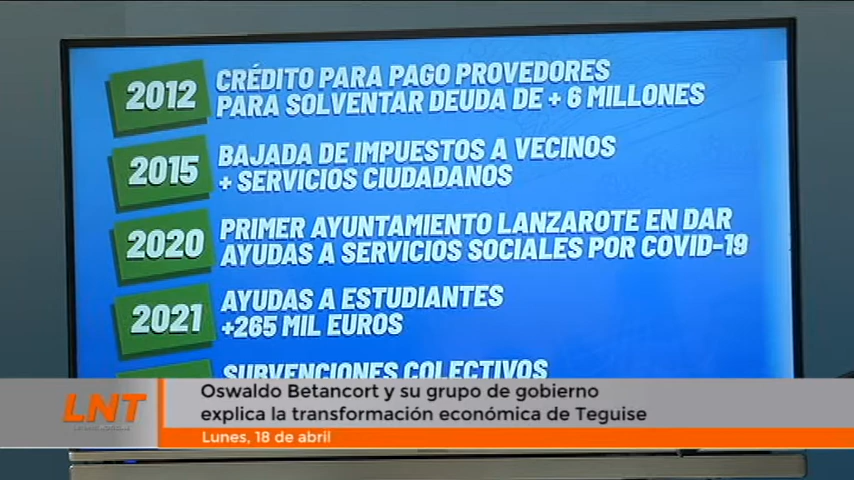 2012
CRÉDITO PARA PAGO PROVEDORES
PARA SOLVENTAR DEUDA DE + 6 MILLONES
2015
BAJADA DE IMPUESTOS A VECINOS
+ SERVICIOS CIUDADANOS
2020
PRIMER AYUNTAMIENTO LANZAROTE EN DAR
AYUDAS A SERVICIOS SOCIALES POR COVID-19
2021
AYUDAS A ESTUDIANTES
+265 MIL EUROS
SUBVENCIONES COLECTIVOS
LNT
Oswaldo Betancort y su grupo de gobierno
explica la transformación económica de Teguise
Lunes, 18 de abril